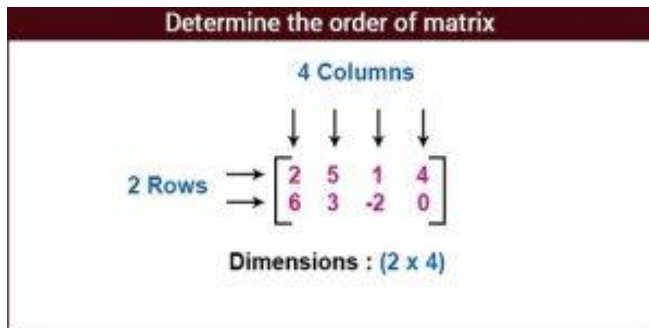 Determine the order of matrix
4 Columns
2 Rows
2 5 1 4
6 3 -2 0
Dimensions : (2 x 4)